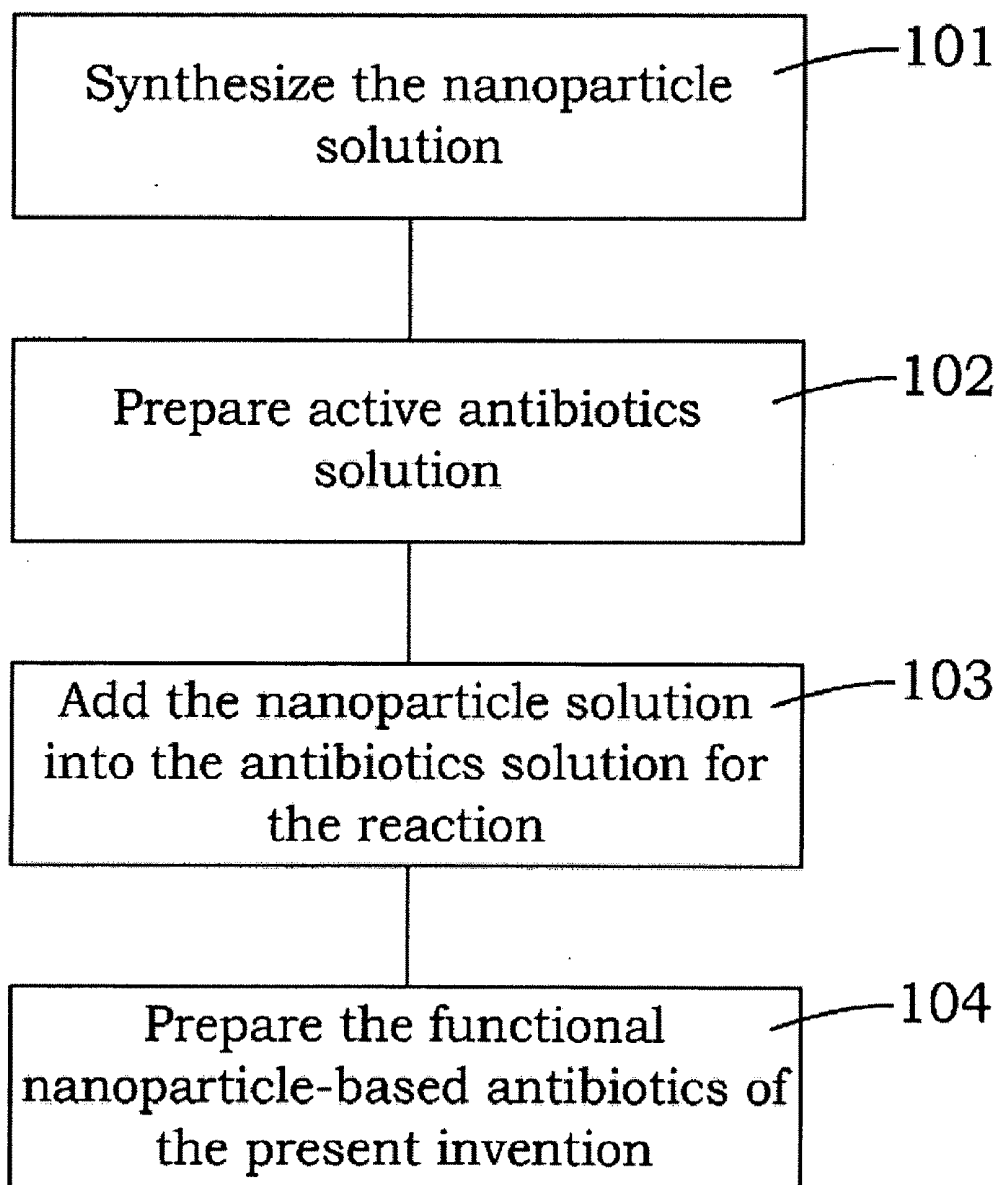 101
Synthesize the nanoparticle
solution
102
Prepare active antibiotics
solution
103
Add the nanoparticle solution
into the antibiotics solution for
the reaction
104
Prepare the functional
nanoparticle-based antibiotics of
the present invention